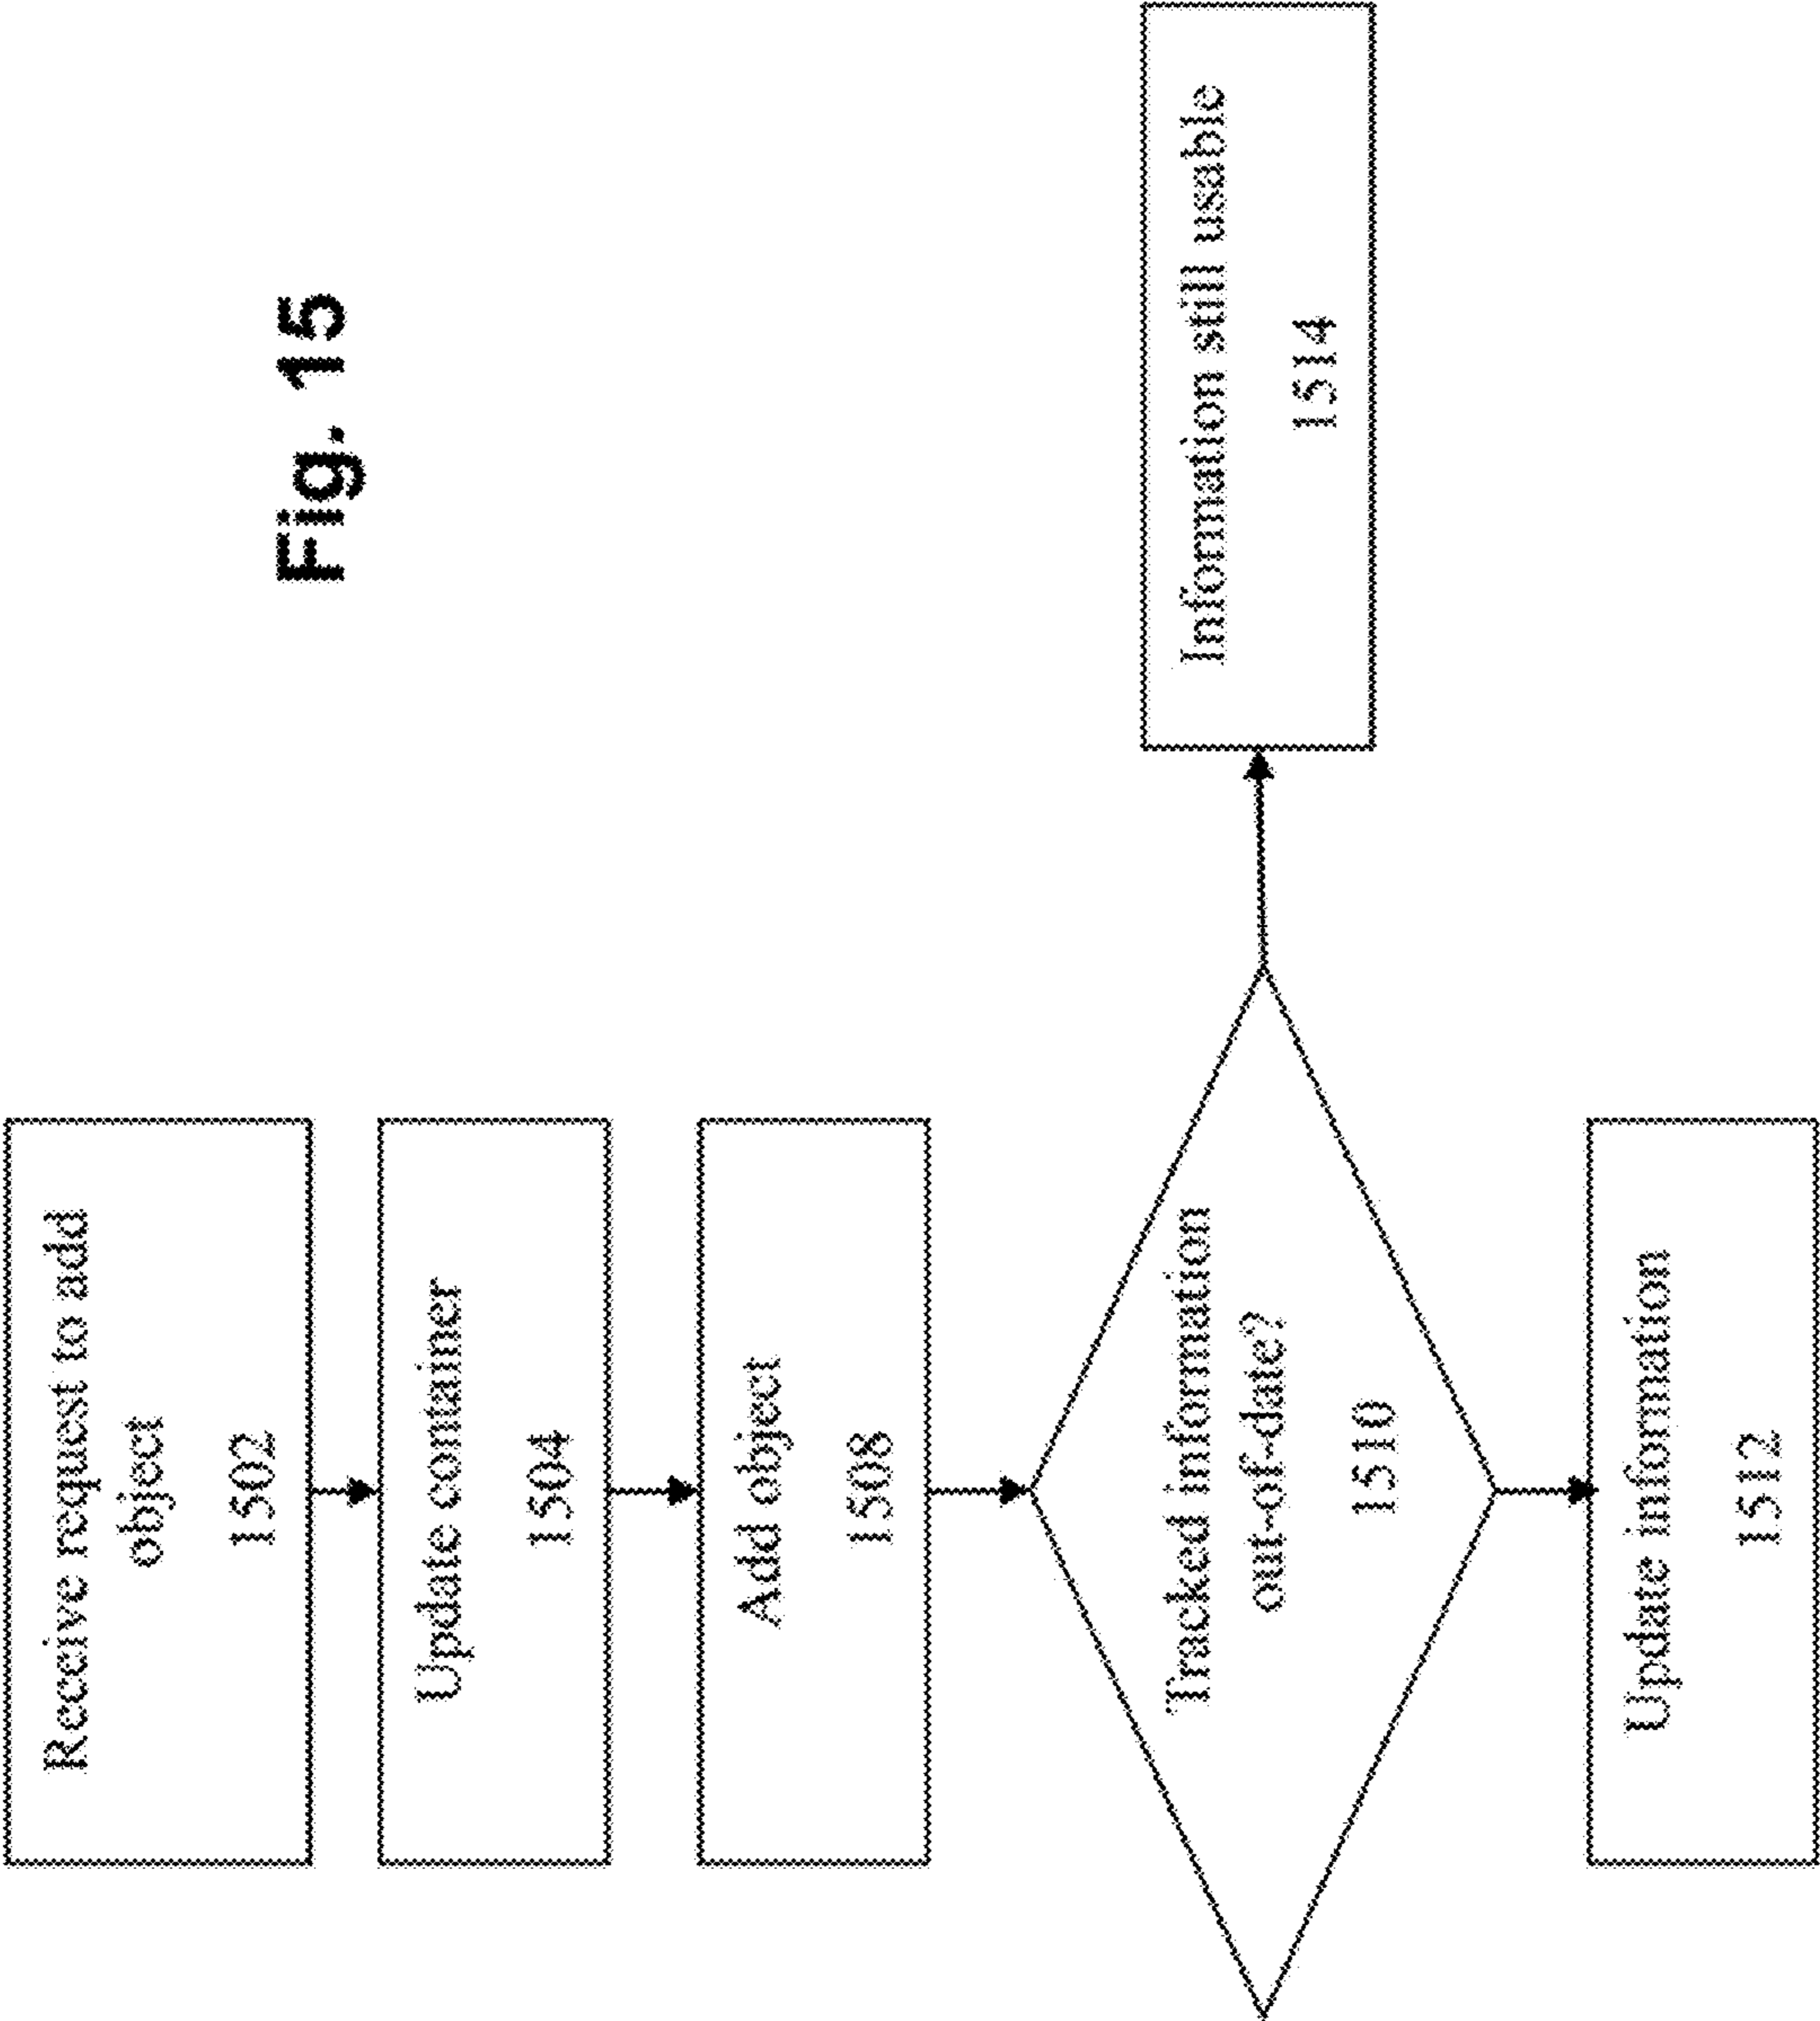 Fig. 15
Receive request to add
object
1502
Update container
1504
Add object
1508
Tracked information
out-of-date?
1510
Information still usable
1514
Update information
1512